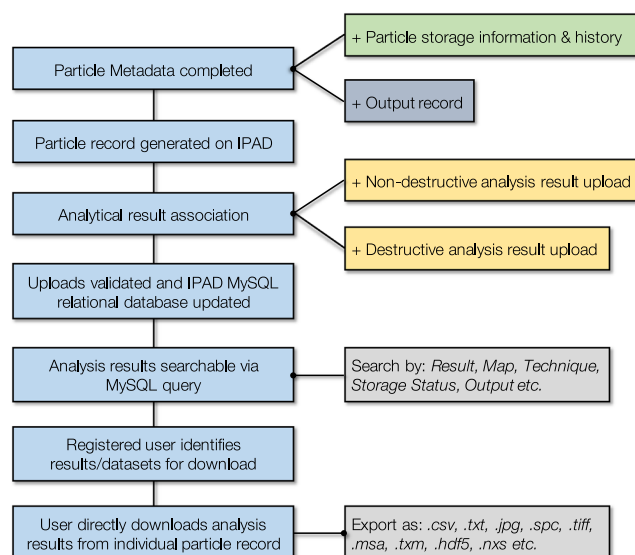 + Particle storage information & history
Particle Metadata completed
+ Output record
Particle record generated on IPAD
+ Non-destructive analysis result upload
Analytical result association
+ Destructive analysis result upload
Uploads validated and IPAD MySQL
relational database updated
Analysis results searchable via
MySQL query
Search by: Result, Map, Technique,
Storage Status, Output etc.
Registered user identifies
results/datasets for download
User directly downloads analysis
results from individual particle record
Export as: .csv, .txt, .jpg, .spc, .tiff,
.msa, .txm, .hdf5, .nxs etc.